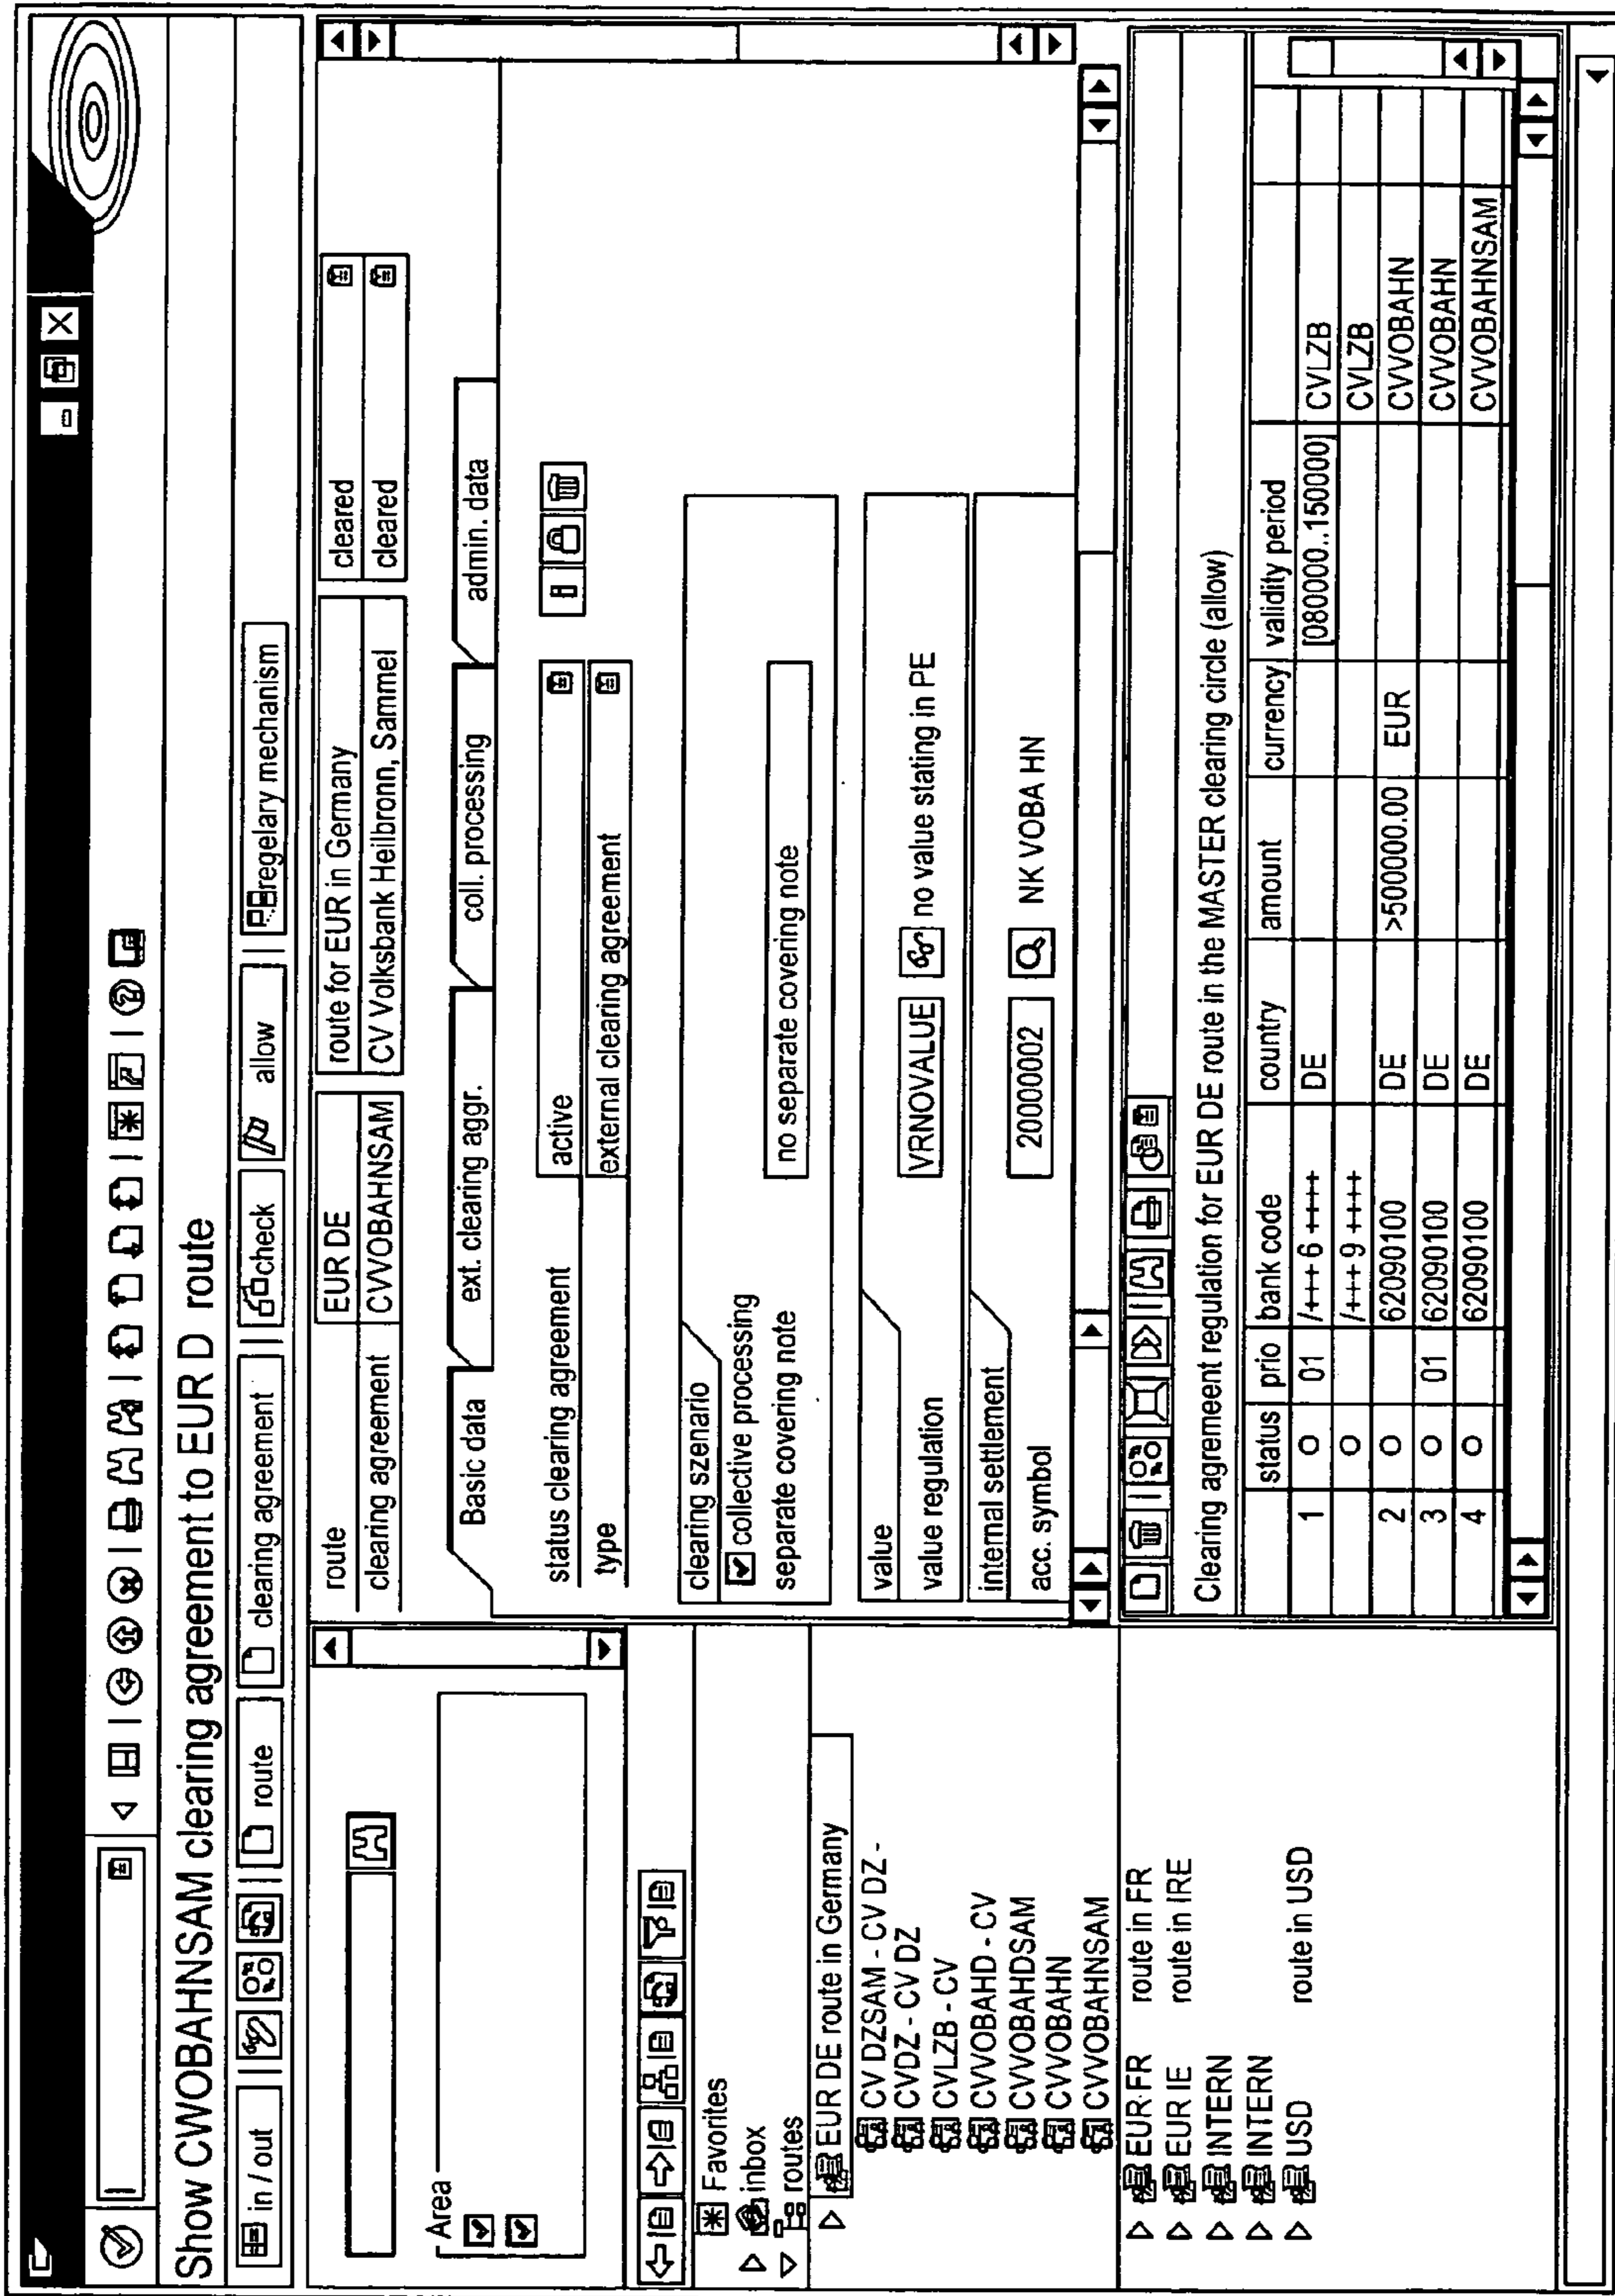 Show CWOBAHNSAM clearing agreement to EUR D route
in / out
route
clearing agreement
check
allow
regelary mechanism
Area
Favorites
inbox
routes
EUR DE route in Germany
CV DZSAM - CV DZ -
CVDZ - CV DZ
CVLZB - CV
CVVOBAHD - CV
CVVOBAHDSAM
CVVOBAHN
CVVOBAHNSAM
EUR FR route in FR
EUR IE route in IRE
INTERN
INTERN
USD route in USD
route EUR DE route for EUR in Germany cleared
clearing agreement CVVOBAHNSAM CV Volksbank Heilbronn, Sammel cleared
Basic data ext. clearing aggr. coll. processing admin. data
status clearing agreement active
type external clearing agreement
clearing szenario
collective processing
separate covering note no separate covering note
value
value regulation VRNOVALUE no value stating in PE
internal settlement
acc. symbol 20000002 NK VOBA HN
Clearing agreement regulation for EUR DE route in the MASTER clearing circle (allow)
status prio bank code country amount currency validity period
1 O 01 /+++ 6 ++++ DE [080000..150000] CVLZB
O /+++ 9 ++++ CVLZB
2 O 62090100 DE >500000.00 EUR CVVOBAHN
3 O 01 62090100 DE CVVOBAHN
4 O 62090100 DE CVVOBAHNSAM